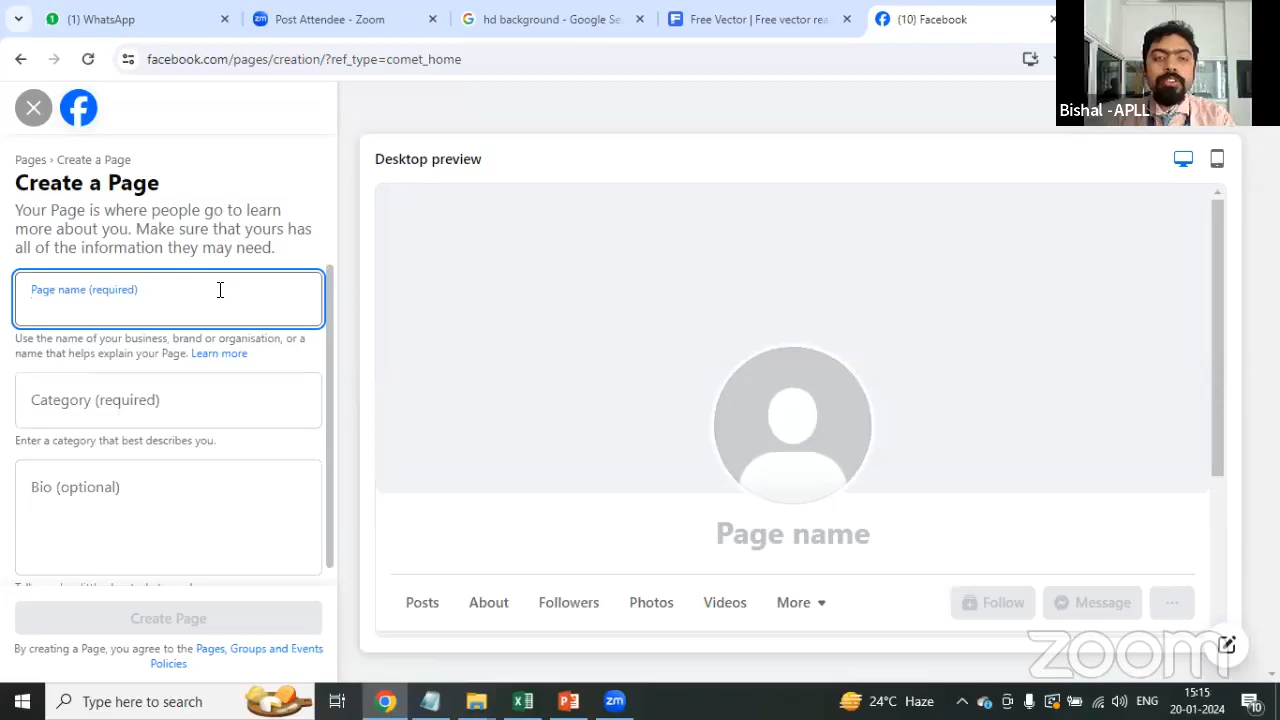 (1) WhatsApp
Post Attendee - Zoom
hd background - Google Se
Free Vector | Free vector rea
(10) Facebook
facebook.com/pages/creation/?ref_type=comet_home
Bishal -APLL
Pages › Create a Page
Create a Page
Your Page is where people go to learn
more about you. Make sure that yours has
all of the information they may need.
Page name (required)
Use the name of your business, brand or organisation, or a
name that helps explain your Page. Learn more
Category (required)
Enter a category that best describes you.
Bio (optional)
Create Page
By creating a Page, you agree to the Pages, Groups and Events
Policies
Desktop preview
Page name
Posts
About
Followers
Photos
Videos
More
Follow
Message
zoom
Type here to search
24°C Haze
ENG
15:15
20-01-2024
10